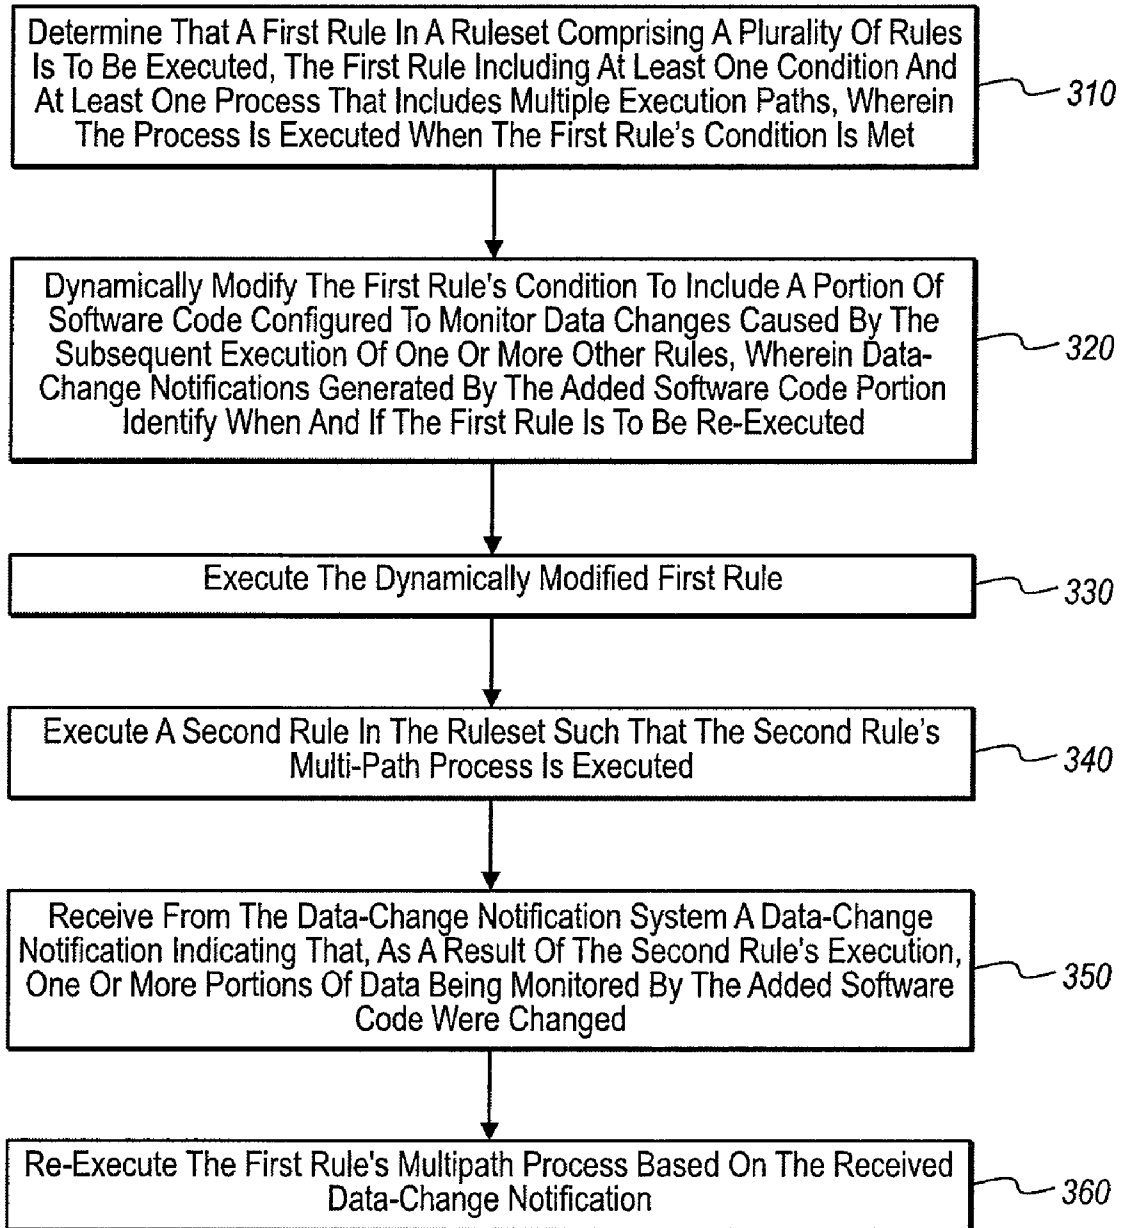 Determine That A First Rule In A Ruleset Comprising A Plurality Of Rules
Is To Be Executed, The First Rule Including At Least One Condition And
At Least One Process That Includes Multiple Execution Paths, Wherein
The Process Is Executed When The First Rule's Condition Is Met
310
Dynamically Modify The First Rule's Condition To Include A Portion Of
Software Code Configured To Monitor Data Changes Caused By The
Subsequent Execution Of One Or More Other Rules, Wherein Data-
Change Notifications Generated By The Added Software Code Portion
Identify When And If The First Rule Is To Be Re-Executed
320
Execute The Dynamically Modified First Rule
330
Execute A Second Rule In The Ruleset Such That The Second Rule's
Multi-Path Process Is Executed
340
Receive From The Data-Change Notification System A Data-Change
Notification Indicating That, As A Result Of The Second Rule's Execution,
One Or More Portions Of Data Being Monitored By The Added Software
Code Were Changed
350
Re-Execute The First Rule's Multipath Process Based On The Received
Data-Change Notification
360